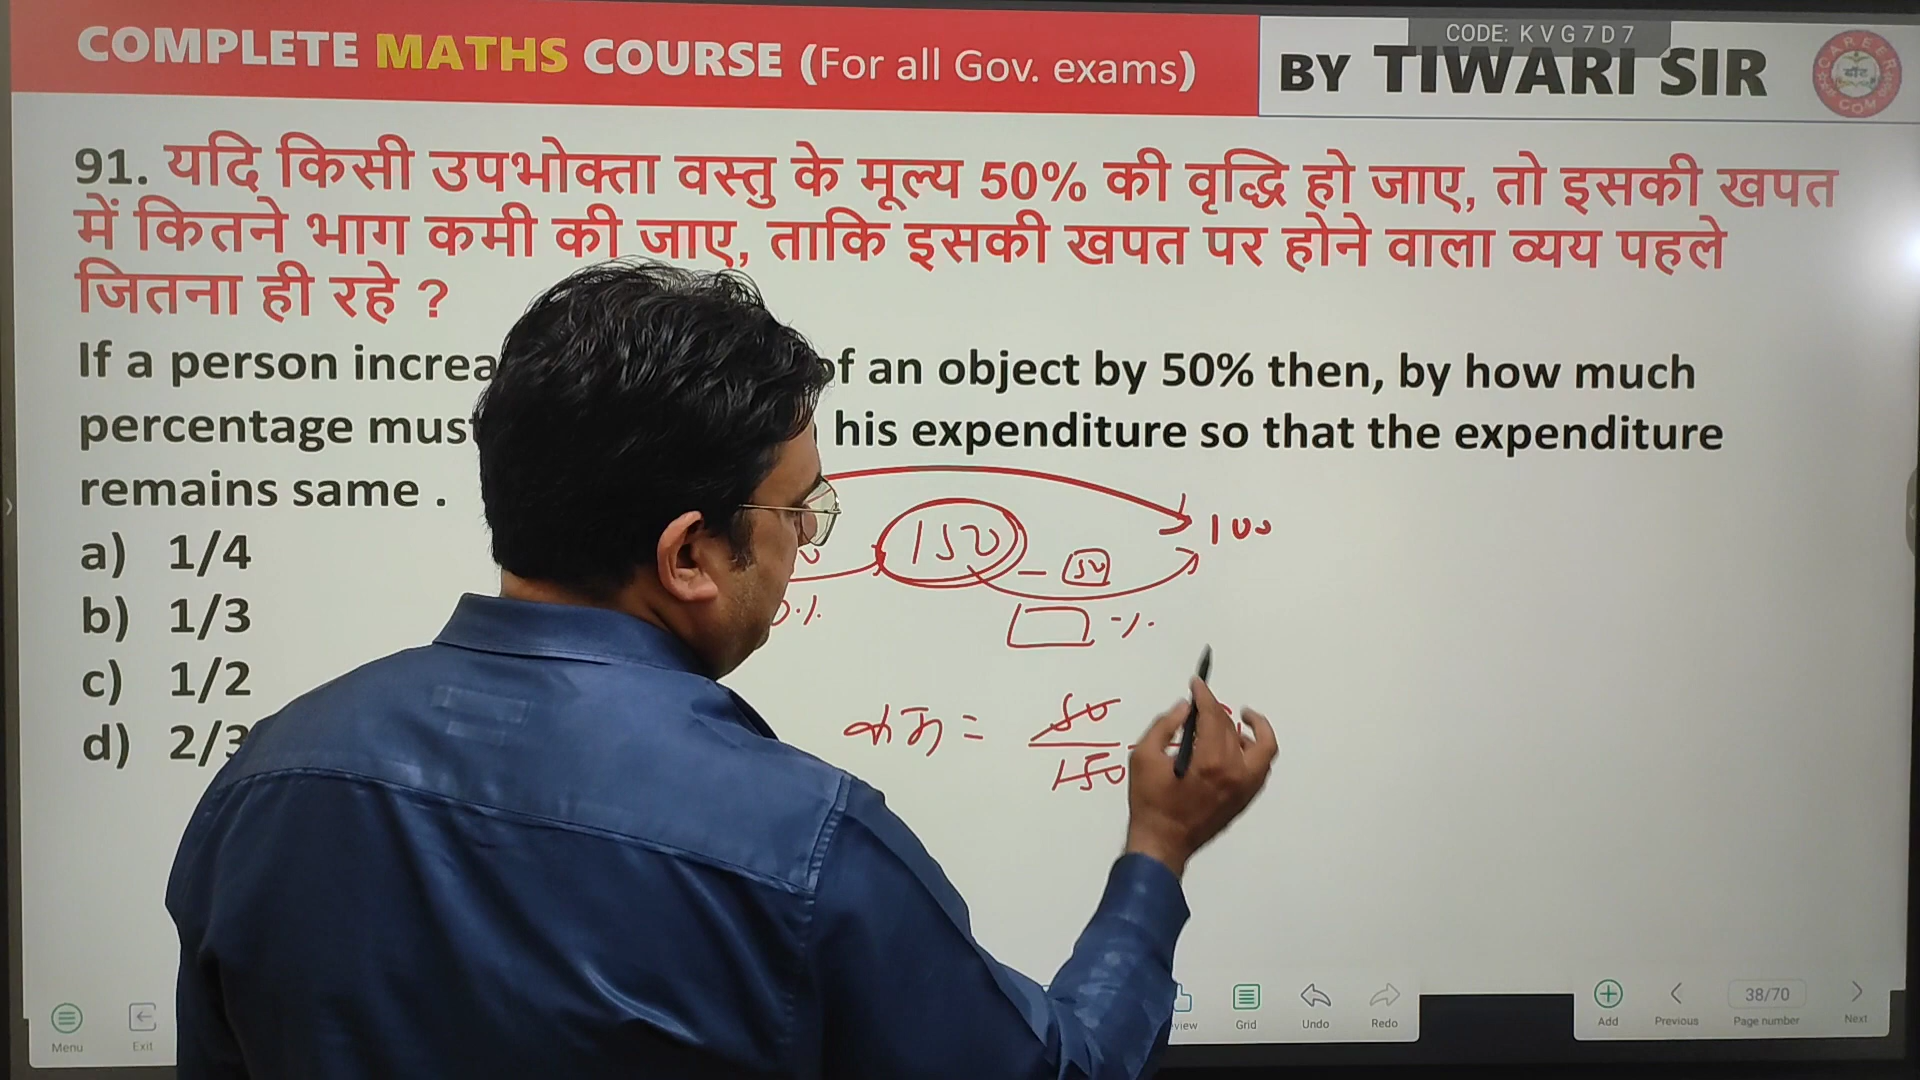 COMPLETE MATHS COURSE (For all Gov. exams)
BY TIWARI SIR
CODE: KVG7D7
CAREER डॉट COM
91. यदि किसी उपभोक्ता वस्तु के मूल्य 50% की वृद्धि हो जाए, तो इसकी खपत
में कितने भाग कमी की जाए, ताकि इसकी खपत पर होने वाला व्यय पहले
जितना ही रहे ?
If a person increa of an object by 50% then, by how much
percentage must his expenditure so that the expenditure
remains same .
150
100
- 50
%
%
a) 1/4
b) 1/3
c) 1/2
d) 2/3
कम = 50
150
Menu
Exit
Grid
Undo
Redo
Add
Previous
38/70
Page number
Next